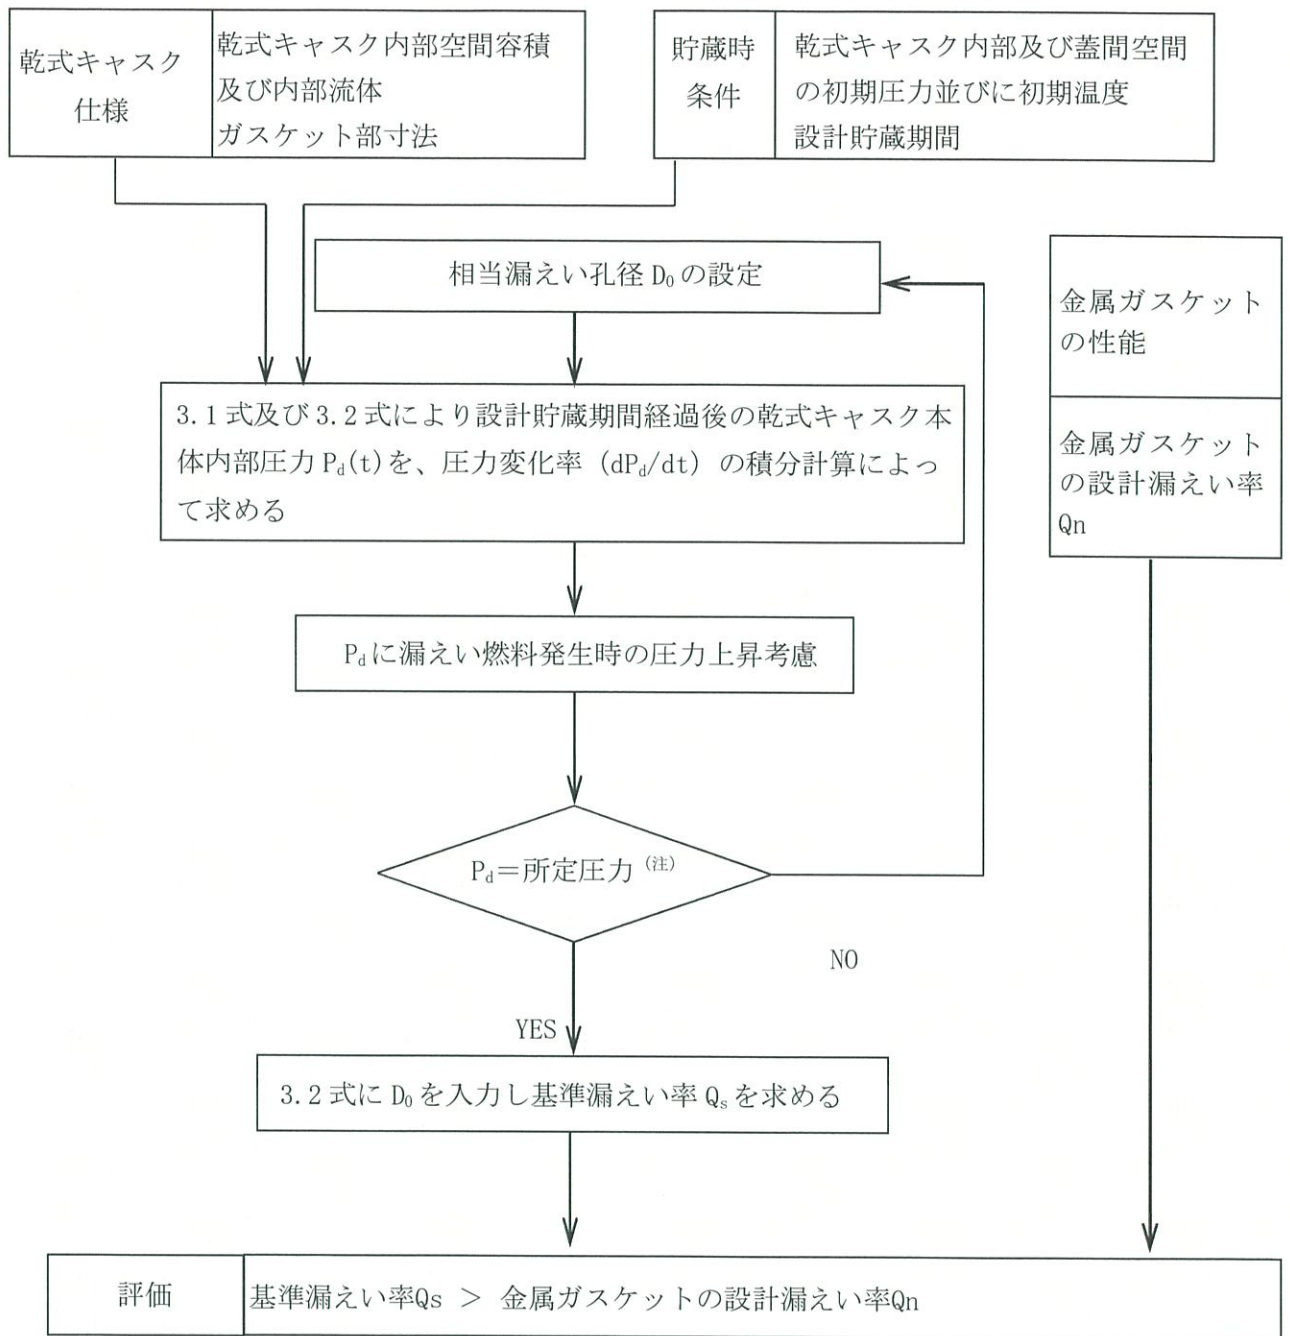 乾式キャスク
仕様
乾式キャスク内部空間容積
及び内部流体
ガスケット部寸法
貯蔵時
条件
乾式キャスク内部及び蓋間空間
の初期圧力並びに初期温度
設計貯蔵期間
相当漏えい孔径 D₀ の設定
金属ガスケット
の性能
3.1 式及び 3.2 式により設計貯蔵期間経過後の乾式キャスク本
体内部圧力 Pd(t)を、圧力変化率 (dPd/dt) の積分計算によっ
て求める
金属ガスケット
の設計漏えい率
Qn
Pd に漏えい燃料発生時の圧力上昇考慮
Pd＝所定圧力 (注)
NO
YES
3.2 式に D₀ を入力し基準漏えい率 Qs を求める
評価
基準漏えい率Qs ＞ 金属ガスケットの設計漏えい率Qn